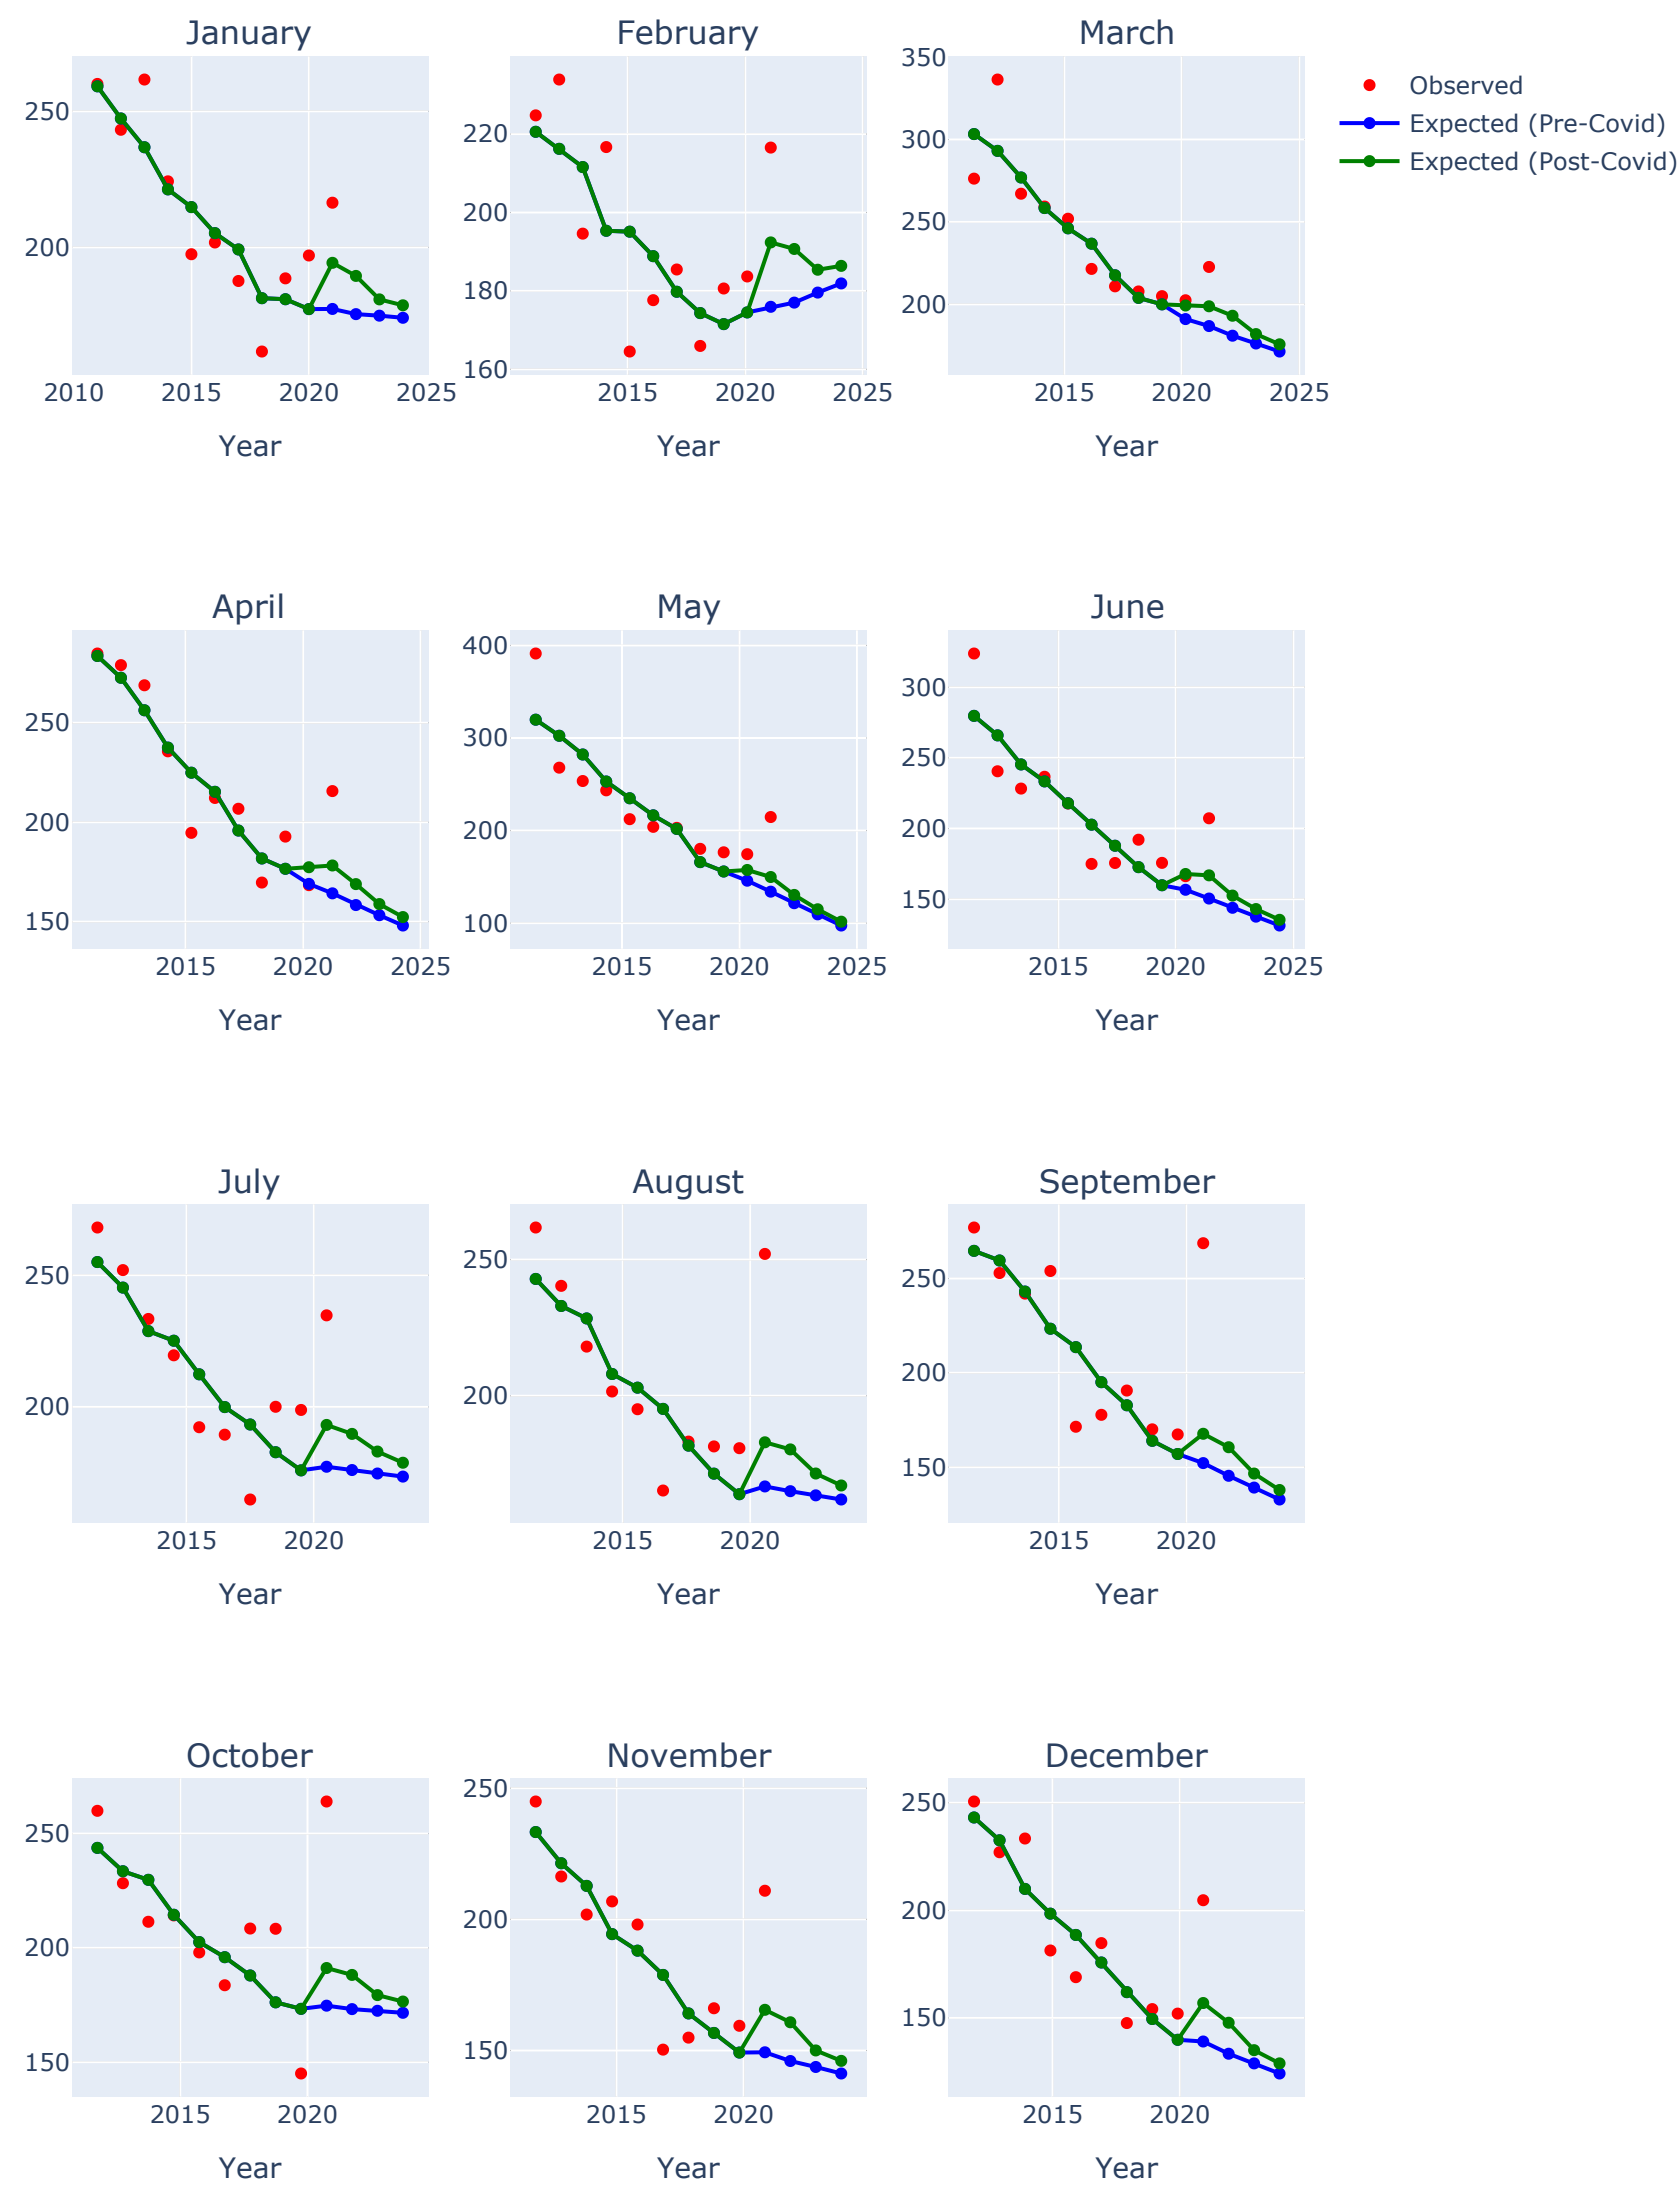 January
February
March
250
200
2010
2015
2020
2025
Year
220
200
180
160
2015
2020
2025
Year
350
300
250
200
2015
2020
2025
Year
Observed
Expected (Pre-Covid)
Expected (Post-Covid)
April
May
June
250
200
150
2015
2020
2025
Year
400
300
200
100
2015
2020
2025
Year
300
250
200
150
2015
2020
2025
Year
July
August
September
250
200
2015
2020
Year
250
200
2015
2020
Year
250
200
150
2015
2020
Year
October
November
December
250
200
150
2015
2020
Year
250
200
150
2015
2020
Year
250
200
150
2015
2020
Year